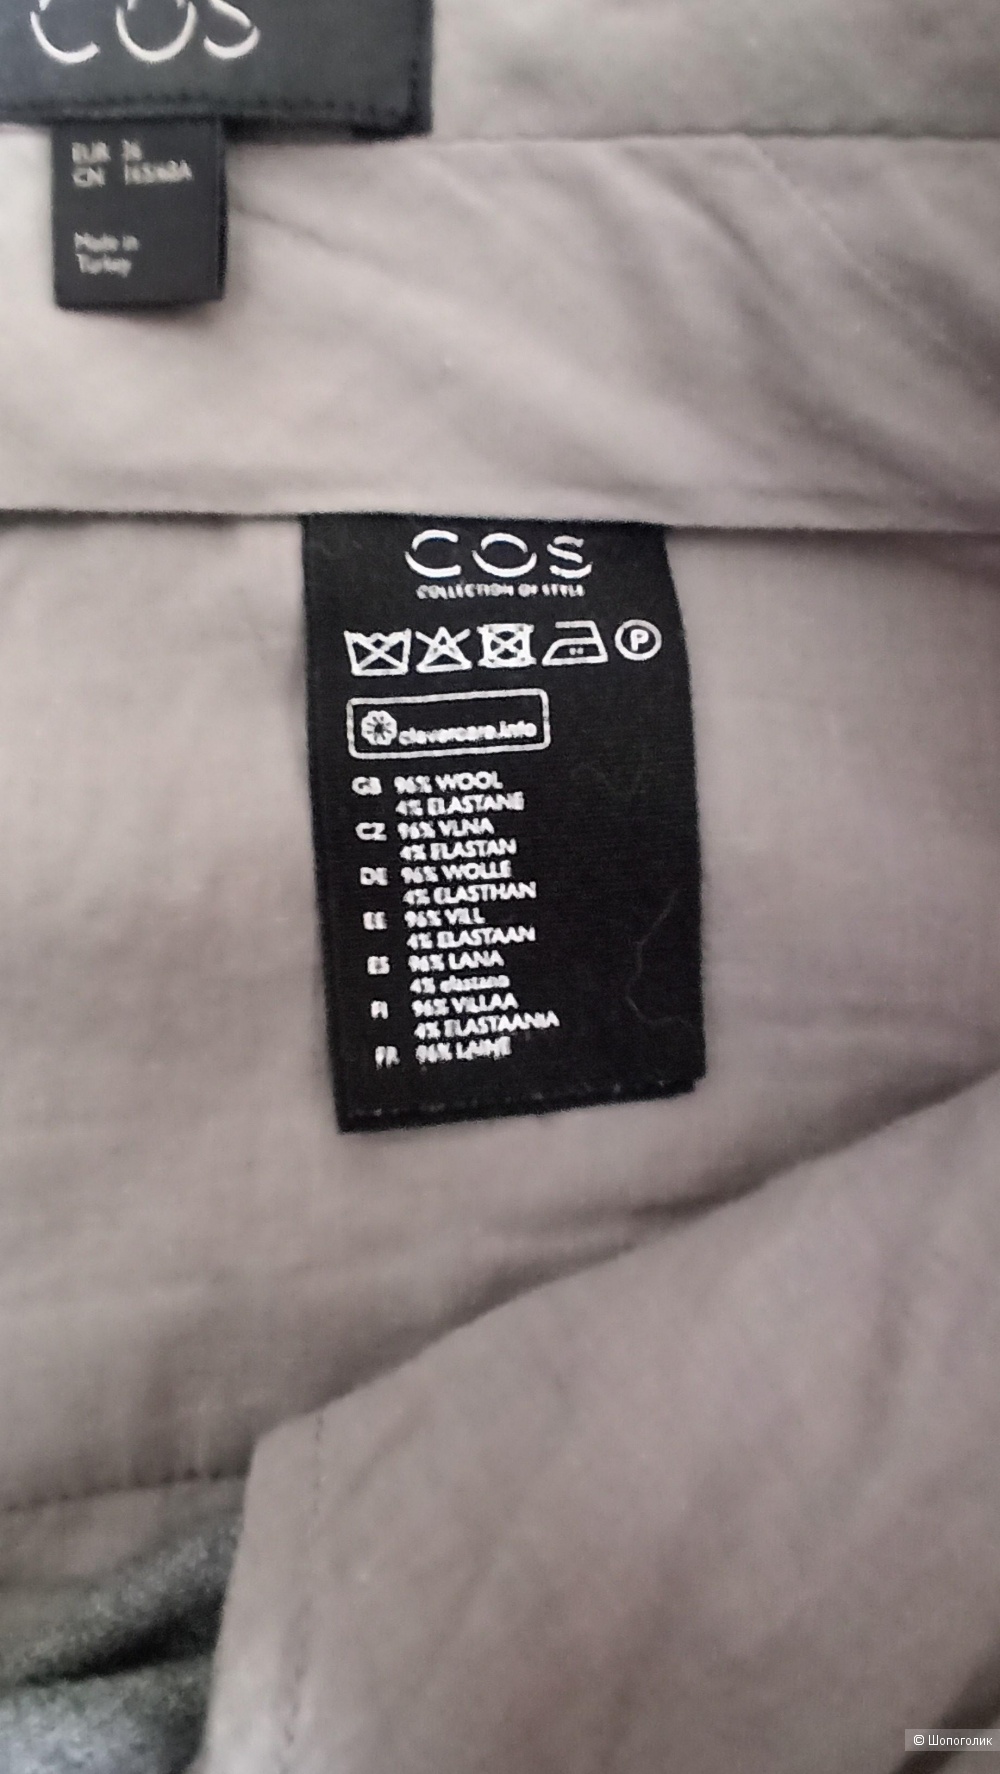 COS
EUR 36
CN 165/68A
Made in
Turkey
COS
COLLECTION OF STYLE
P
clevercare.info
GB 96% WOOL
4% ELASTANE
CZ 96% VLNA
4% ELASTAN
DE 96% WOLLE
4% ELASTHAN
EE 96% VILL
4% ELASTAAN
ES 96% LANA
4% elastano
FI 96% VILLAA
4% ELASTAANIA
FR 96% LAINE
© Шопоголик